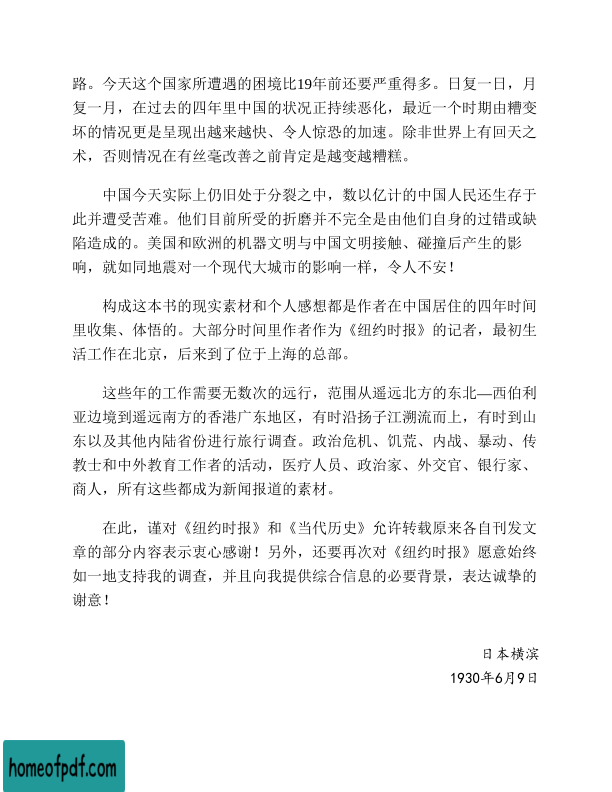 路。今天这个国家所遭遇的困境比19年前还要严重得多。日复一日，月
复一月，在过去的四年里中国的状况正持续恶化，最近一个时期由糟变
坏的情况更是呈现出越来越快、令人惊恐的加速。除非世界上有回天之
术，否则情况在有丝毫改善之前肯定是越变越糟糕。
中国今天实际上仍旧处于分裂之中，数以亿计的中国人民还生存于
此并遭受苦难。他们目前所受的折磨并不完全是由他们自身的过错或缺
陷造成的。美国和欧洲的机器文明与中国文明接触、碰撞后产生的影
响，就如同地震对一个现代大城市的影响一样，令人不安！
构成这本书的现实素材和个人感想都是作者在中国居住的四年时间
里收集、体悟的。大部分时间里作者作为《纽约时报》的记者，最初生
活工作在北京，后来到了位于上海的总部。
这些年的工作需要无数次的远行，范围从遥远北方的东北—西伯利
亚边境到遥远南方的香港广东地区，有时沿扬子江溯流而上，有时到山
东以及其他内陆省份进行旅行调查。政治危机、饥荒、内战、暴动、传
教士和中外教育工作者的活动，医疗人员、政治家、外交官、银行家、
商人，所有这些都成为新闻报道的素材。
在此，谨对《纽约时报》和《当代历史》允许转载原来各自刊发文
章的部分内容表示衷心感谢！另外，还要再次对《纽约时报》愿意始终
如一地支持我的调查，并且向我提供综合信息的必要背景，表达诚挚的
谢意！
日本横滨
1930年6月9日
homeofpdf.com